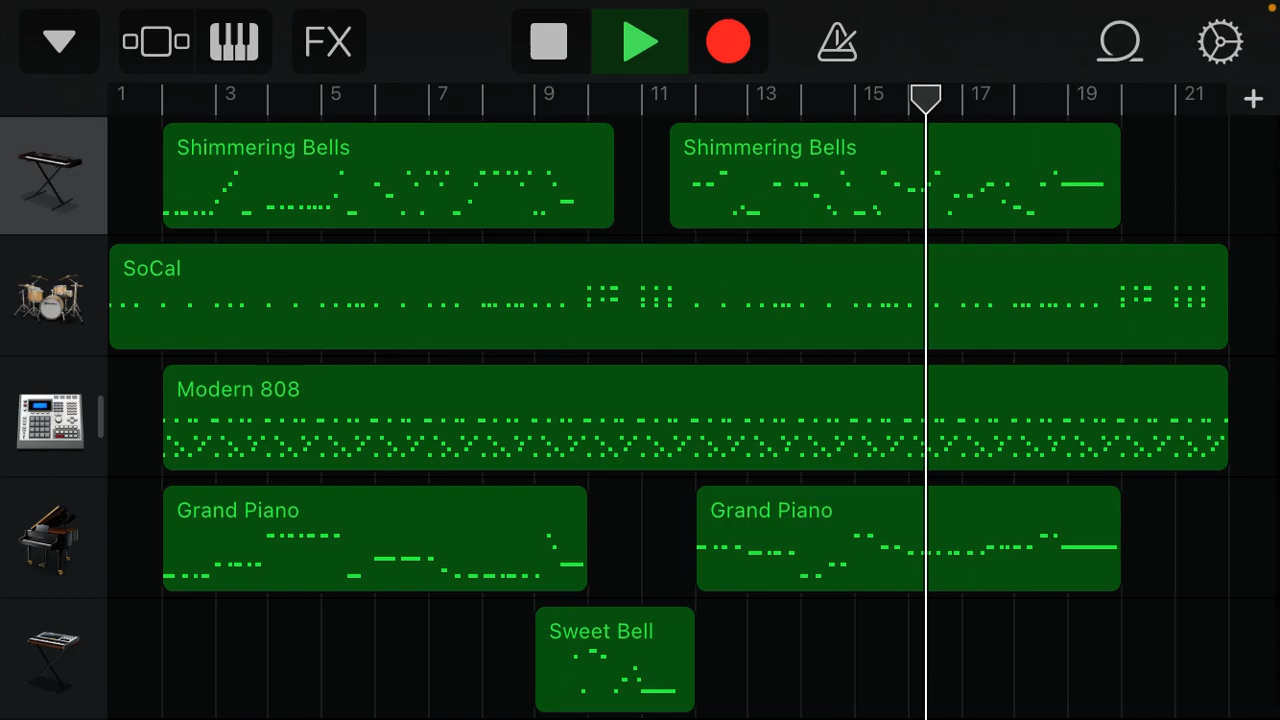 FX
1 3 5 7 9 11 13 15 17 19 21 +
Shimmering Bells Shimmering Bells
SoCal
Modern 808
Grand Piano Grand Piano
Sweet Bell